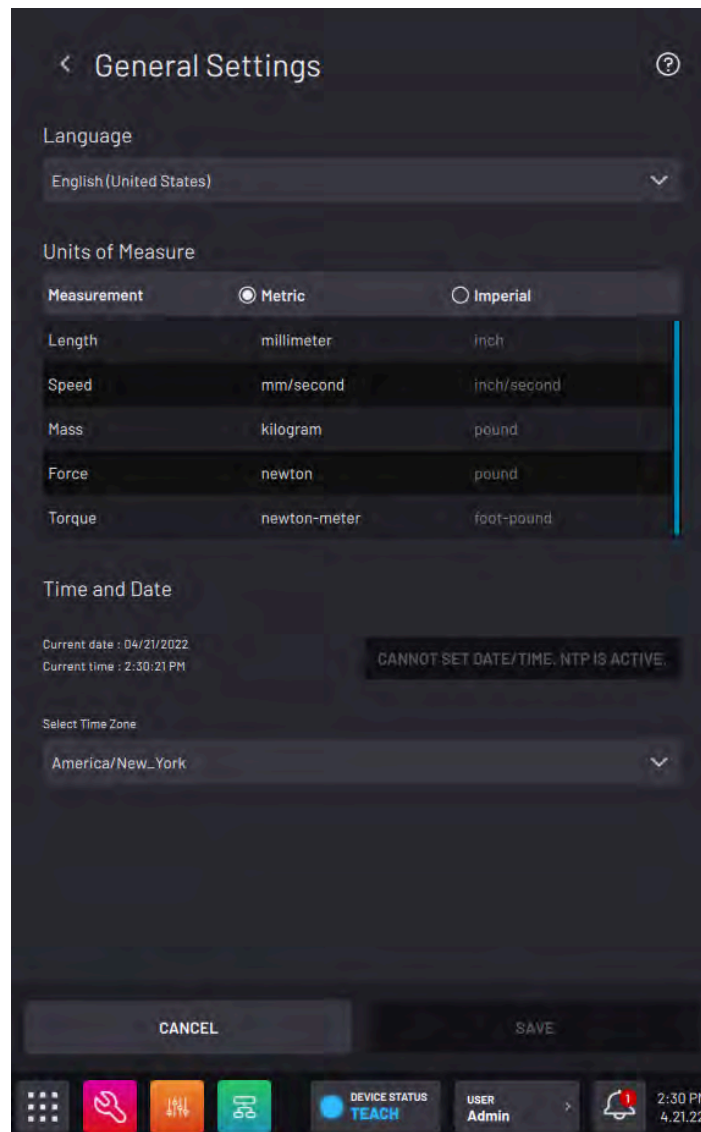 General Settings
Language
English (United States)
Units of Measure
Measurement Metric Imperial
Length millimeter inch
Speed mm/second inch/second
Mass kilogram pound
Force newton pound
Torque newton-meter foot-pound
Time and Date
Current date : 04/21/2022
Current time : 2:30:21 PM
CANNOT SET DATE/TIME. NTP IS ACTIVE.
Select Time Zone
America/New_York
CANCEL SAVE
DEVICE STATUS
TEACH
USER
Admin
1
2:30 PM
4.21.22